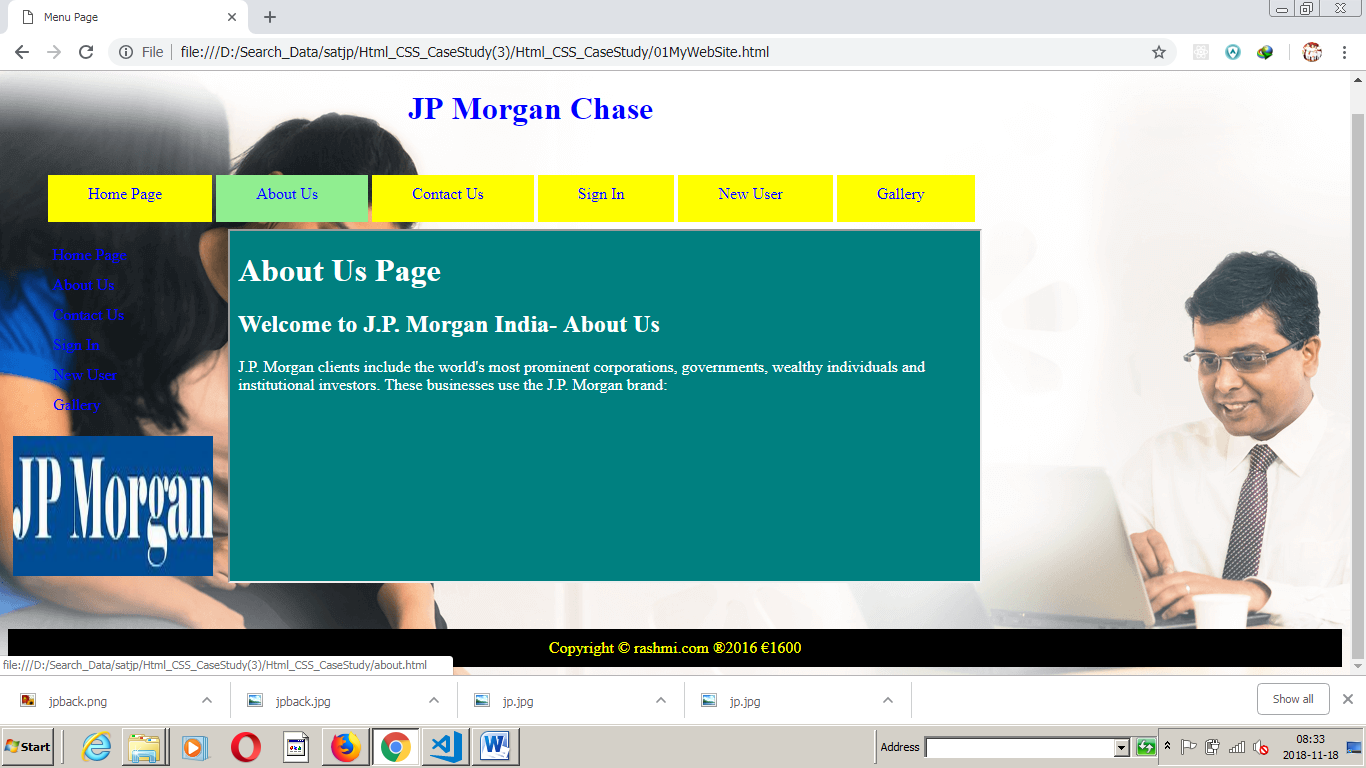 Menu Page
File file:///D:/Search_Data/satjp/Html_CSS_CaseStudy(3)/Html_CSS_CaseStudy/01MyWebSite.html
JP Morgan Chase
Home Page About Us Contact Us Sign In New User Gallery
Home Page
About Us
Contact Us
Sign In
New User
Gallery
JP Morgan
About Us Page
Welcome to J.P. Morgan India- About Us
J.P. Morgan clients include the world's most prominent corporations, governments, wealthy individuals and
institutional investors. These businesses use the J.P. Morgan brand:
Copyright © rashmi.com ®2016 €1600
file:///D:/Search_Data/satjp/Html_CSS_CaseStudy(3)/Html_CSS_CaseStudy/about.html
jpback.png jpback.jpg jp.jpg jp.jpg Show all
Start Address 08:33
2018-11-18